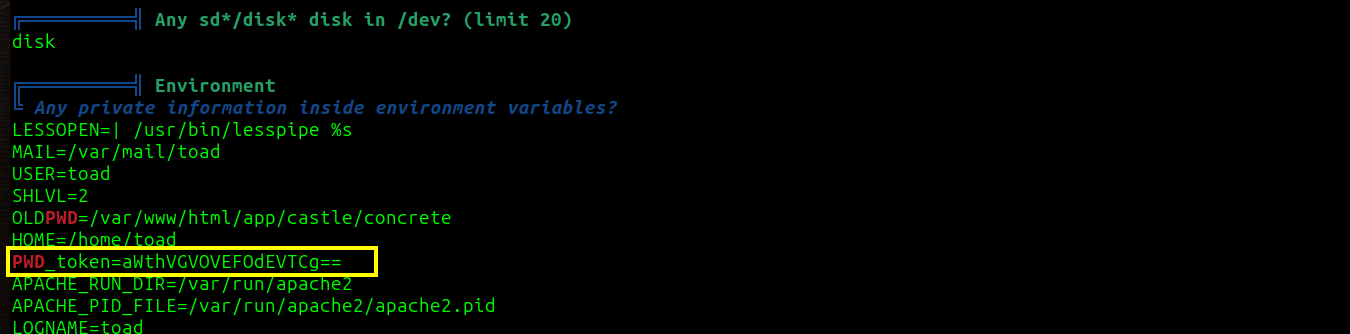 Any sd*/disk* disk in /dev? (limit 20)
disk
Environment
Any private information inside environment variables?
LESSOPEN=| /usr/bin/lesspipe %s
MAIL=/var/mail/toad
USER=toad
SHLVL=2
OLDPWD=/var/www/html/app/castle/concrete
HOME=/home/toad
PWD_token=aWthVGVOVEFOdEVTCg==
APACHE_RUN_DIR=/var/run/apache2
APACHE_PID_FILE=/var/run/apache2/apache2.pid
LOGNAME=toad